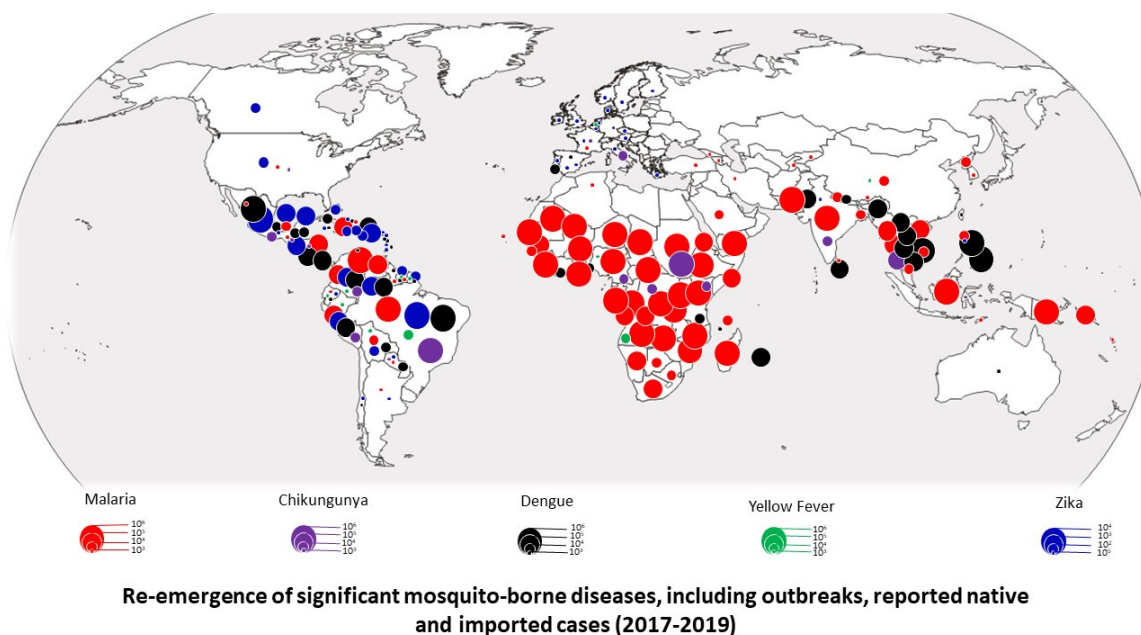 Malaria
Chikungunya
Dengue
Yellow Fever
Zika
10⁶
10⁵
10⁴
10³
10⁶
10⁵
10⁴
10³
10⁶
10⁵
10⁴
10³
10⁶
10⁵
10⁴
10³
10⁴
10³
10²
10⁵
Re-emergence of significant mosquito-borne diseases, including outbreaks, reported native
and imported cases (2017-2019)